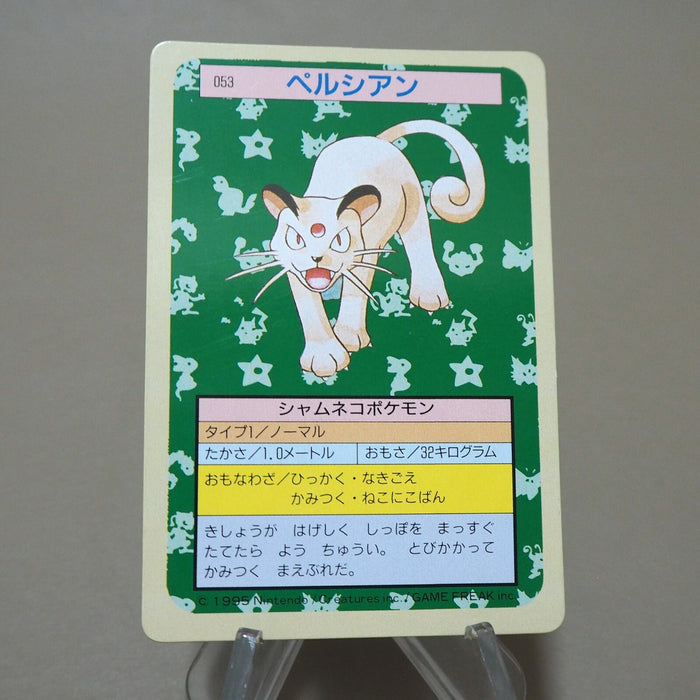 053 ペルシアン
シャムネコポケモン
タイプ1/ノーマル
たかさ/1.0メートル おもさ/32キログラム
おもなわざ/ひっかく・なきごえ
かみつく・ねこにこばん
きしょうが はげしく しっぽを まっすぐ
たてたら よう ちゅうい。 とびかかって
かみつく まえぶれだ。
© 1995 Nintendo/Creatures inc./GAME FREAK inc.